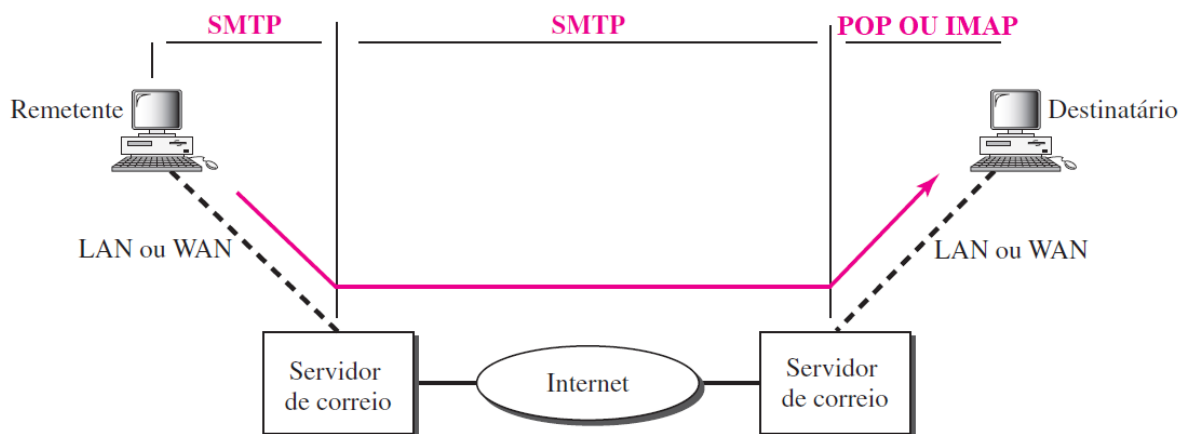 SMTP
SMTP
POP OU IMAP
Remetente
Destinatário
LAN ou WAN
LAN ou WAN
Servidor
de correio
Internet
Servidor
de correio